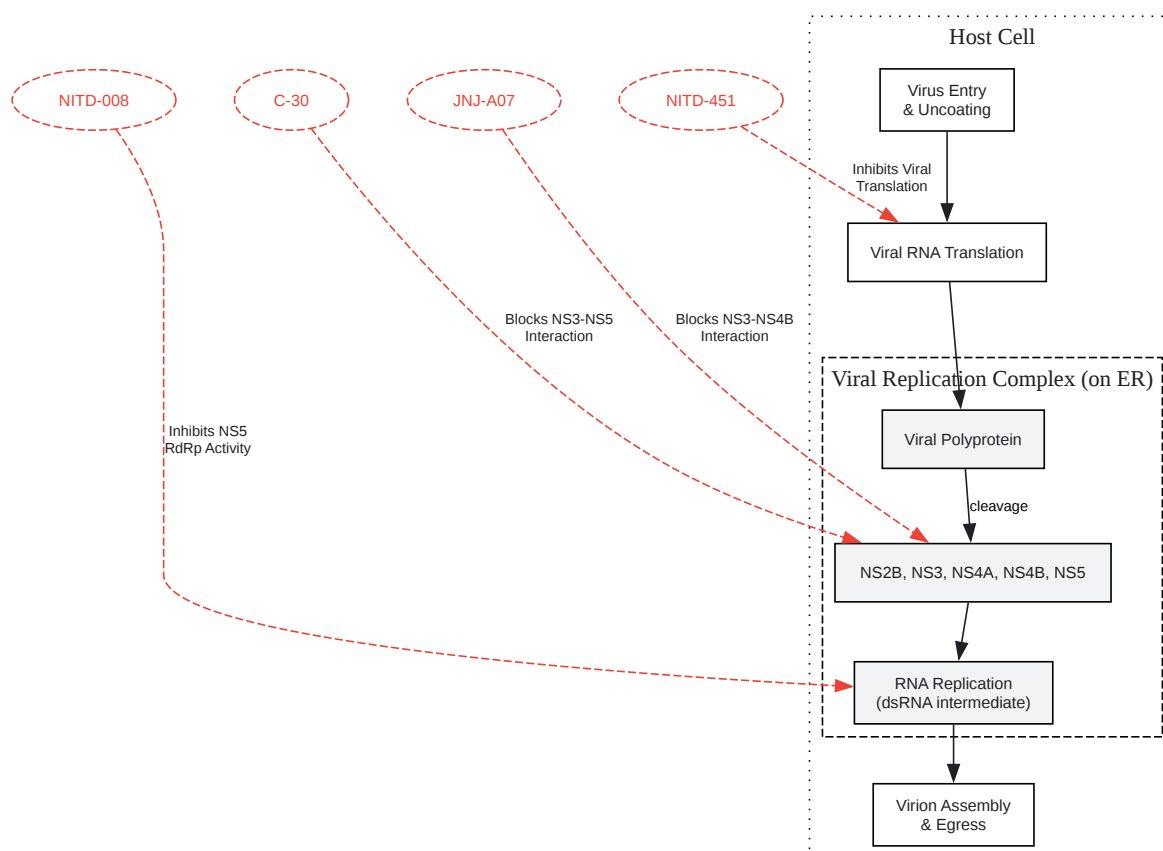 Host Cell
Virus Entry
& Uncoating
NITD-008
C-30
JNJ-A07
NITD-451
Inhibits Viral
Translation
Viral RNA Translation
Blocks NS3-NS5
Interaction
Blocks NS3-NS4B
Interaction
Viral Replication Complex (on ER)
Inhibits NS5
RdRp Activity
Viral Polyprotein
cleavage
NS2B, NS3, NS4A, NS4B, NS5
RNA Replication
(dsRNA intermediate)
Virion Assembly
& Egress